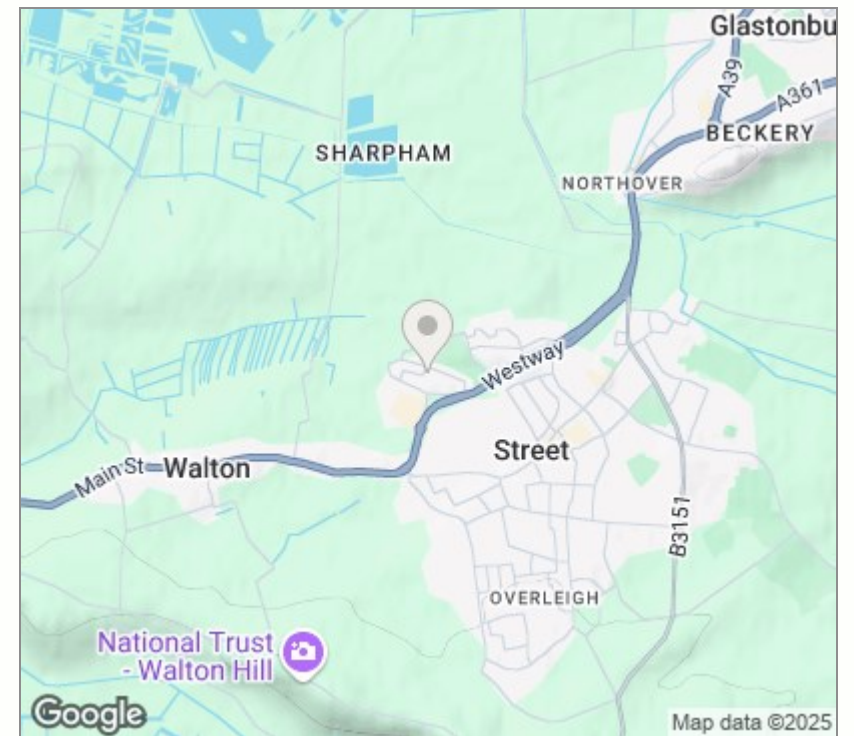 Glastonbu
A39
A361
BECKERY
SHARPHAM
NORTHOVER
Westway
Street
Main St
Walton
B3151
OVERLEIGH
National Trust
- Walton Hill
Google
Map data ©2025